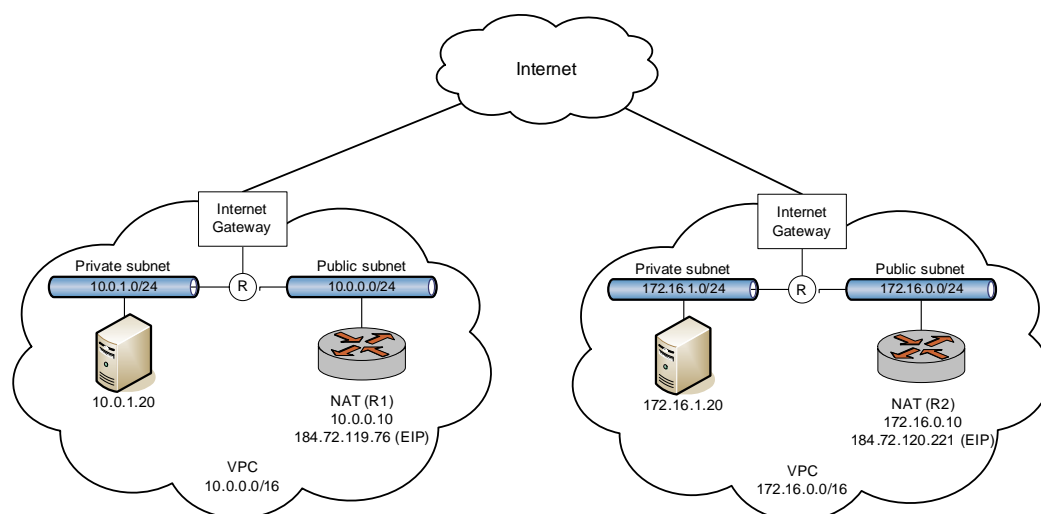 Internet
Internet
Gateway
Private subnet
10.0.1.0/24
R
Public subnet
10.0.0.0/24
10.0.1.20
NAT (R1)
10.0.0.10
184.72.119.76 (EIP)
VPC
10.0.0.0/16
Internet
Gateway
Private subnet
172.16.1.0/24
R
Public subnet
172.16.0.0/24
172.16.1.20
NAT (R2)
172.16.0.10
184.72.120.221 (EIP)
VPC
172.16.0.0/16